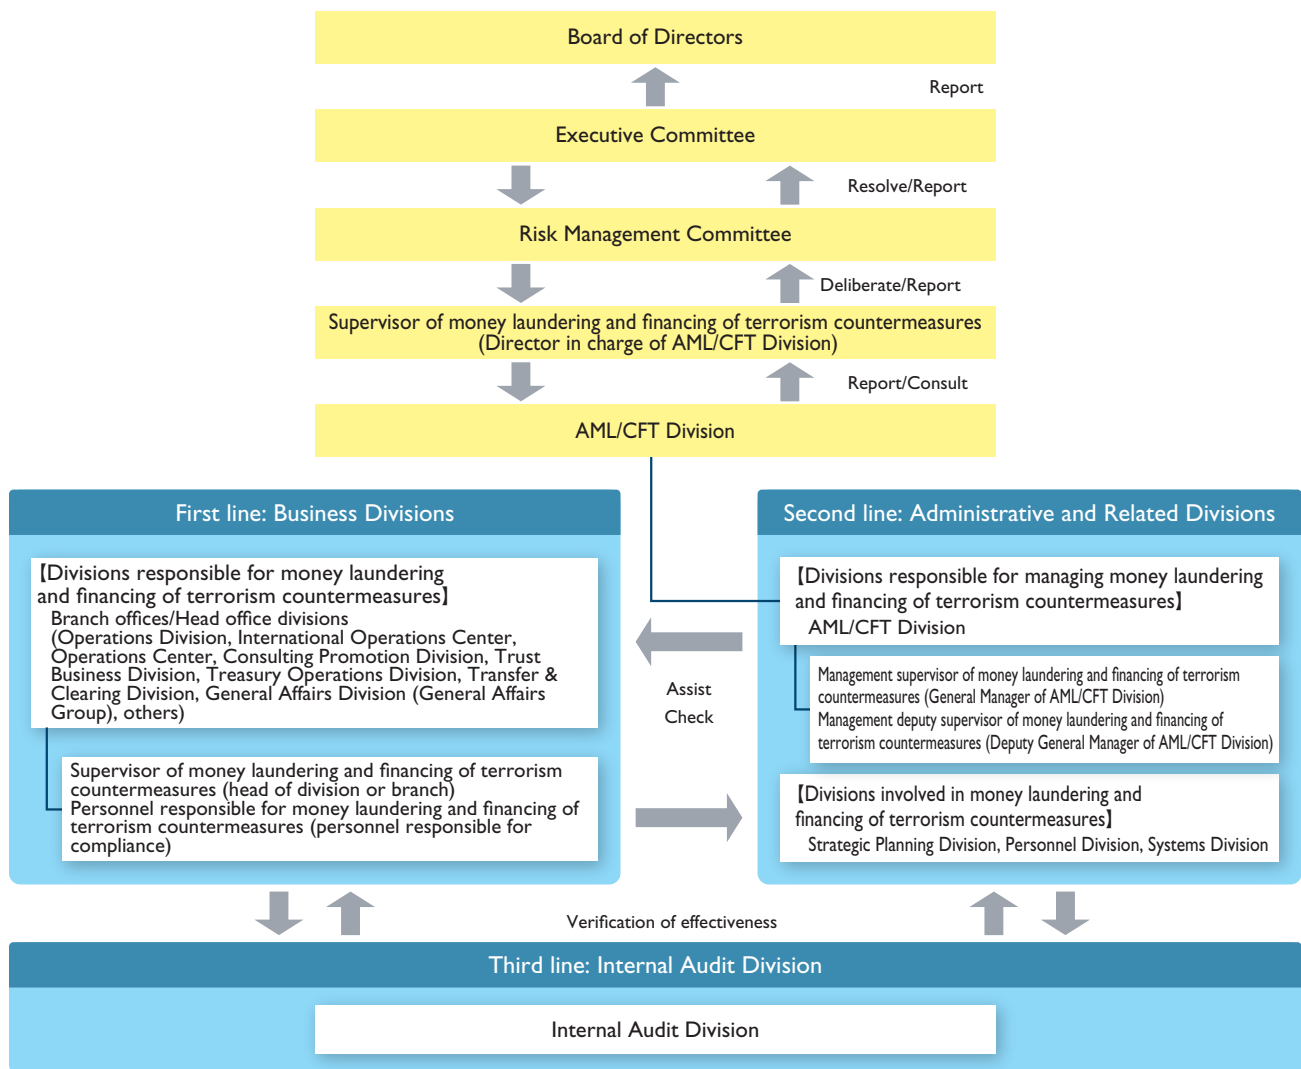 Board of Directors
Report
Executive Committee
Resolve/Report
Risk Management Committee
Deliberate/Report
Supervisor of money laundering and financing of terrorism countermeasures
(Director in charge of AML/CFT Division)
Report/Consult
AML/CFT Division
First line: Business Divisions
【Divisions responsible for money laundering
and financing of terrorism countermeasures】
Branch offices/Head office divisions
(Operations Division, International Operations Center,
Operations Center, Consulting Promotion Division, Trust
Business Division, Treasury Operations Division, Transfer &
Clearing Division, General Affairs Division (General Affairs
Group), others)
Supervisor of money laundering and financing of terrorism
countermeasures (head of division or branch)
Personnel responsible for money laundering and financing of
terrorism countermeasures (personnel responsible for
compliance)
Assist
Check
Second line: Administrative and Related Divisions
【Divisions responsible for managing money laundering
and financing of terrorism countermeasures】
AML/CFT Division
Management supervisor of money laundering and financing of terrorism
countermeasures (General Manager of AML/CFT Division)
Management deputy supervisor of money laundering and financing of
terrorism countermeasures (Deputy General Manager of AML/CFT Division)
【Divisions involved in money laundering and
financing of terrorism countermeasures】
Strategic Planning Division, Personnel Division, Systems Division
Verification of effectiveness
Third line: Internal Audit Division
Internal Audit Division